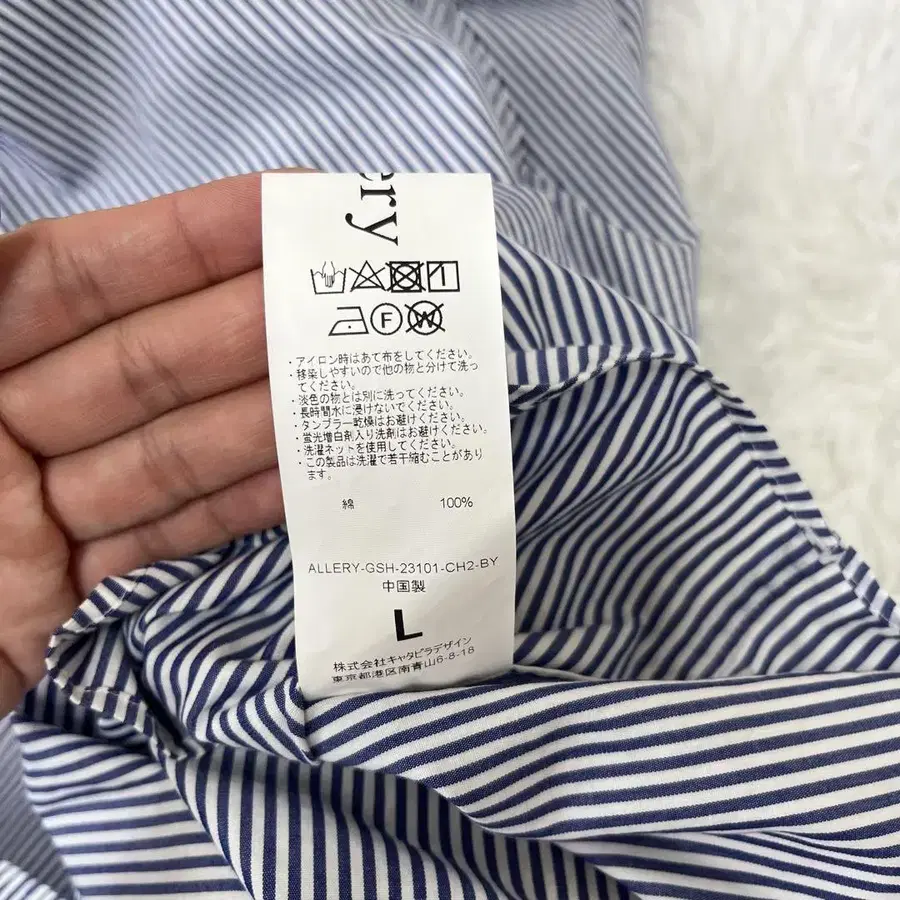 ery
F W
・アイロン時はあて布をしてください。
・移染しやすいので他の物と分けて洗っ
てください。
・淡色の物とは別に洗ってください。
・長時間水に浸けないでください。
・タンブラー乾燥はお避けください。
・蛍光増白剤入り洗剤はお避けください。
・洗濯ネットを使用してください。
・この製品は洗濯で若干縮むことがあり
ます。
綿 100%
ALLERY-GSH-23101-CH2-BY
中国製
L
株式会社キャタピラデザイン
東京都港区南青山6-8-18